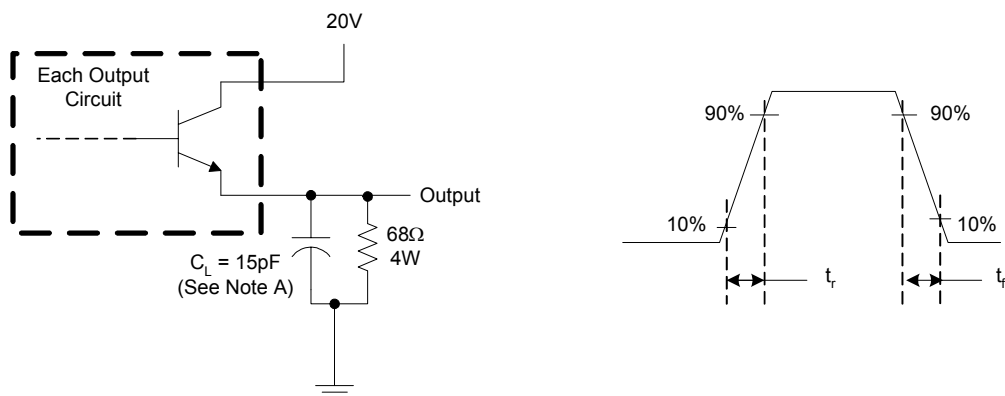 20V
Each Output
Circuit
Output
68Ω
4W
C_L = 15pF
(See Note A)
90%
90%
10%
10%
t_r
t_f